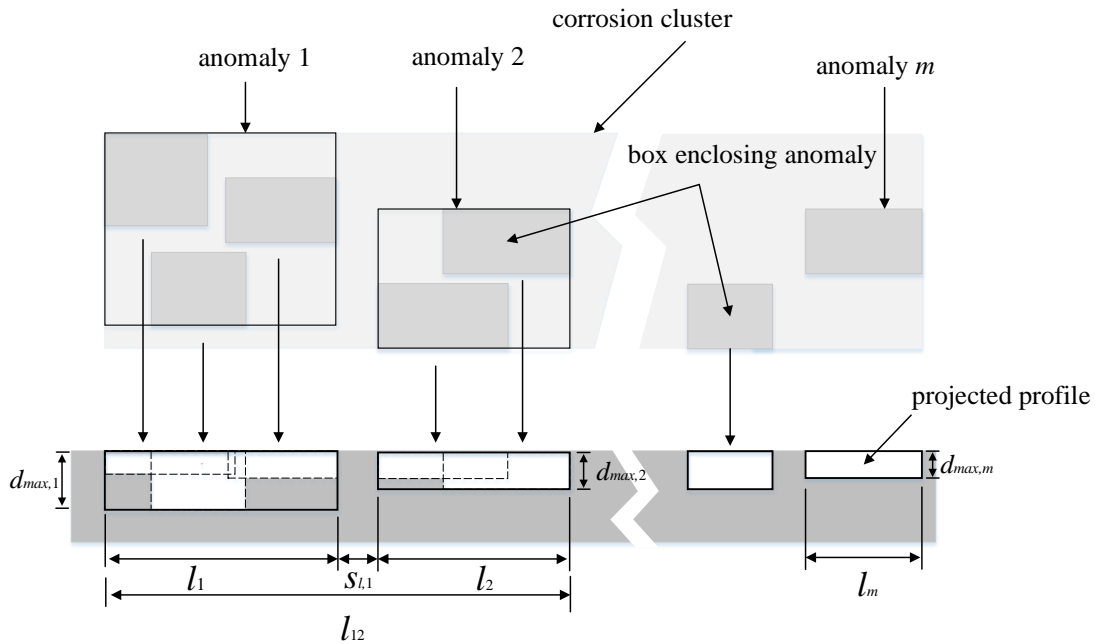 corrosion cluster
anomaly 1
anomaly 2
anomaly m
box enclosing anomaly
projected profile
dmax,1
dmax,2
dmax,m
l1
sl,1
l2
lm
l12